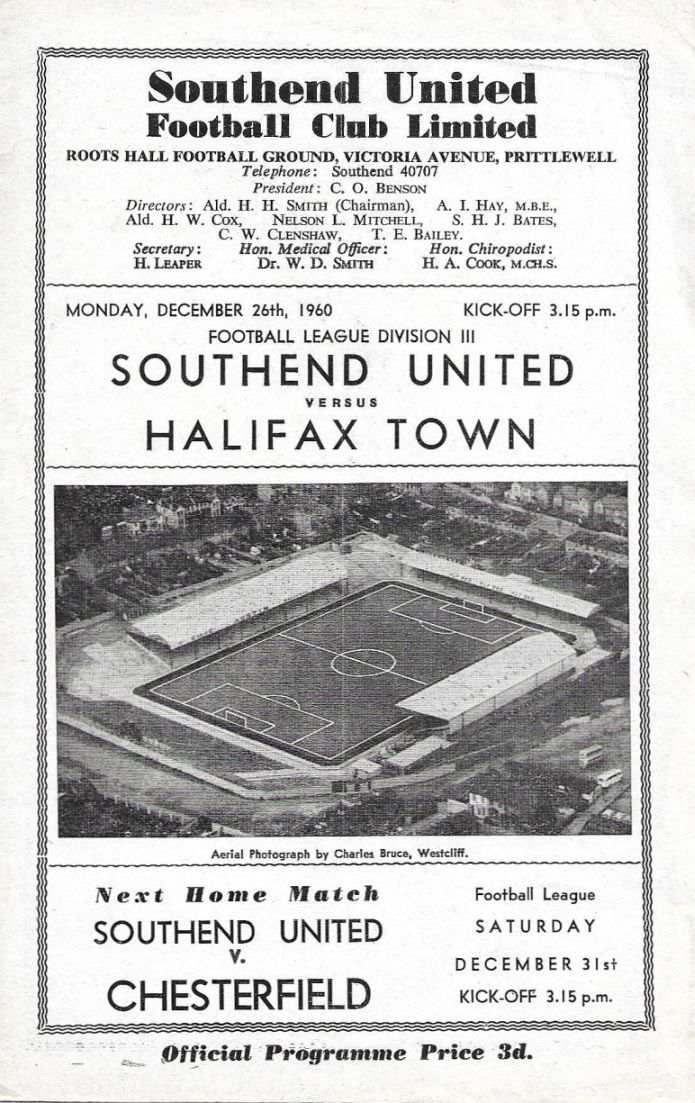 Southend United
Football Club Limited
ROOTS HALL FOOTBALL GROUND, VICTORIA AVENUE, PRITTLEWELL
Telephone: Southend 40707
President: C. O. BENSON
Directors: Ald. H. H. SMITH (Chairman), A. I. HAY, M.B.E.,
Ald. H. W. COX, NELSON L. MITCHELL, S. H. J. BATES,
C. W. CLENSHAW, T. E. BAILEY.
Secretary: Hon. Medical Officer: Hon. Chiropodist:
H. LEAPER Dr. W. D. SMITH H. A. COOK, M.CH.S.
MONDAY, DECEMBER 26th, 1960 KICK-OFF 3.15 p.m.
FOOTBALL LEAGUE DIVISION III
SOUTHEND UNITED
VERSUS
HALIFAX TOWN
Aerial Photograph by Charles Bruce, Westcliff.
Next Home Match
SOUTHEND UNITED
V.
CHESTERFIELD
Football League
SATURDAY
DECEMBER 31st
KICK-OFF 3.15 p.m.
Official Programme Price 3d.